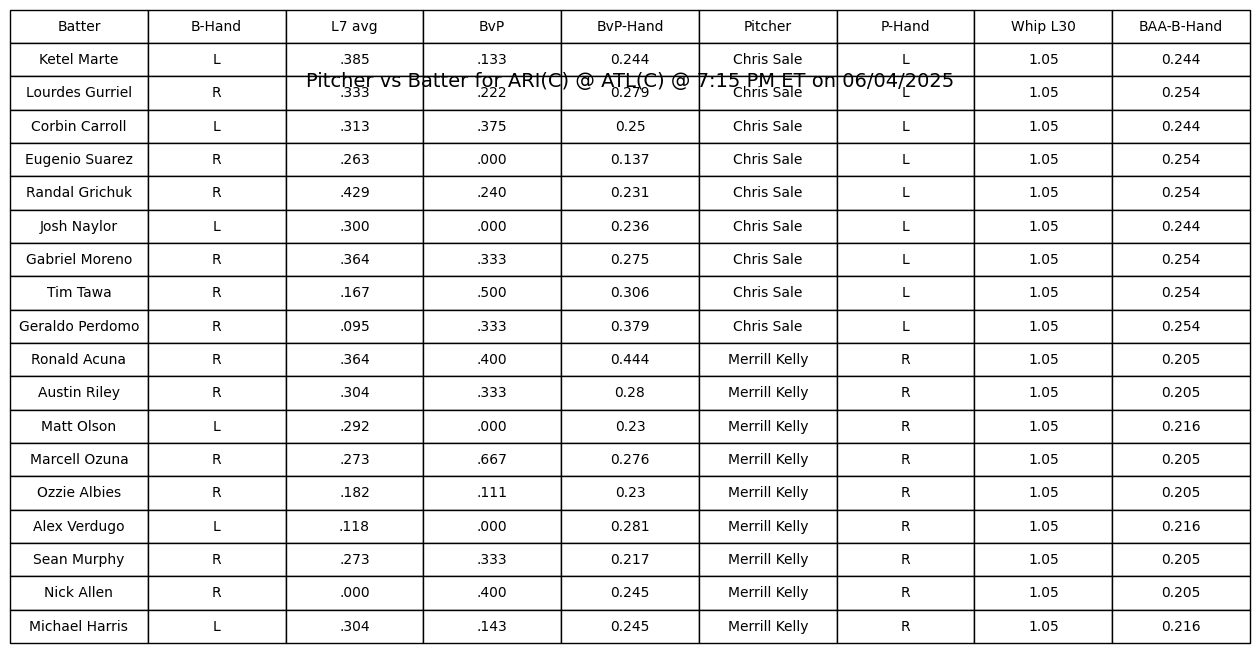 Batter B-Hand L7 avg BvP BvP-Hand Pitcher P-Hand Whip L30 BAA-B-Hand
Ketel Marte L .385 .133 0.244 Chris Sale L 1.05 0.244
Pitcher vs Batter for ARI(C) @ ATL(C) @ 7:15 PM ET on 06/04/2025
Lourdes Gurriel R .333 .222 0.279 Chris Sale L 1.05 0.254
Corbin Carroll L .313 .375 0.25 Chris Sale L 1.05 0.244
Eugenio Suarez R .263 .000 0.137 Chris Sale L 1.05 0.254
Randal Grichuk R .429 .240 0.231 Chris Sale L 1.05 0.254
Josh Naylor L .300 .000 0.236 Chris Sale L 1.05 0.244
Gabriel Moreno R .364 .333 0.275 Chris Sale L 1.05 0.254
Tim Tawa R .167 .500 0.306 Chris Sale L 1.05 0.254
Geraldo Perdomo R .095 .333 0.379 Chris Sale L 1.05 0.254
Ronald Acuna R .364 .400 0.444 Merrill Kelly R 1.05 0.205
Austin Riley R .304 .333 0.28 Merrill Kelly R 1.05 0.205
Matt Olson L .292 .000 0.23 Merrill Kelly R 1.05 0.216
Marcell Ozuna R .273 .667 0.276 Merrill Kelly R 1.05 0.205
Ozzie Albies R .182 .111 0.23 Merrill Kelly R 1.05 0.205
Alex Verdugo L .118 .000 0.281 Merrill Kelly R 1.05 0.216
Sean Murphy R .273 .333 0.217 Merrill Kelly R 1.05 0.205
Nick Allen R .000 .400 0.245 Merrill Kelly R 1.05 0.205
Michael Harris L .304 .143 0.245 Merrill Kelly R 1.05 0.216